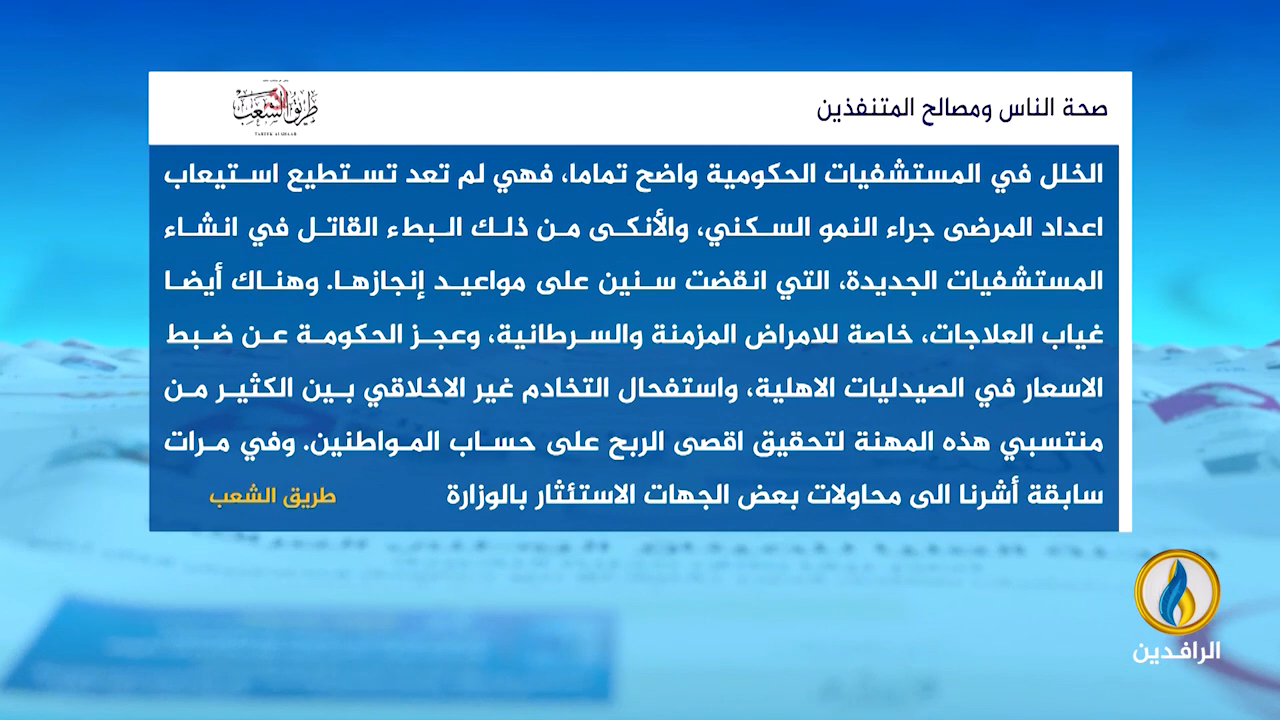 صحة الناس ومصالح المتنفذين
طريق الشعب
TAREEK ALSHAAB
الخلل في المستشفيات الحكومية واضح تماما، فهي لم تعد تستطيع استيعاب
اعداد المرضى جراء النمو السكني، والأنكى من ذلك البطء القاتل في انشاء
المستشفيات الجديدة، التي انقضت سنين على مواعيد إنجازها. وهناك أيضا
غياب العلاجات، خاصة للامراض المزمنة والسرطانية، وعجز الحكومة عن ضبط
الاسعار في الصيدليات الاهلية، واستفحال التخادم غير الاخلاقي بين الكثير من
منتسبي هذه المهنة لتحقيق اقصى الربح على حساب المواطنين. وفي مرات
سابقة أشرنا الى محاولات بعض الجهات الاستئثار بالوزارة
طريق الشعب
الرافدين